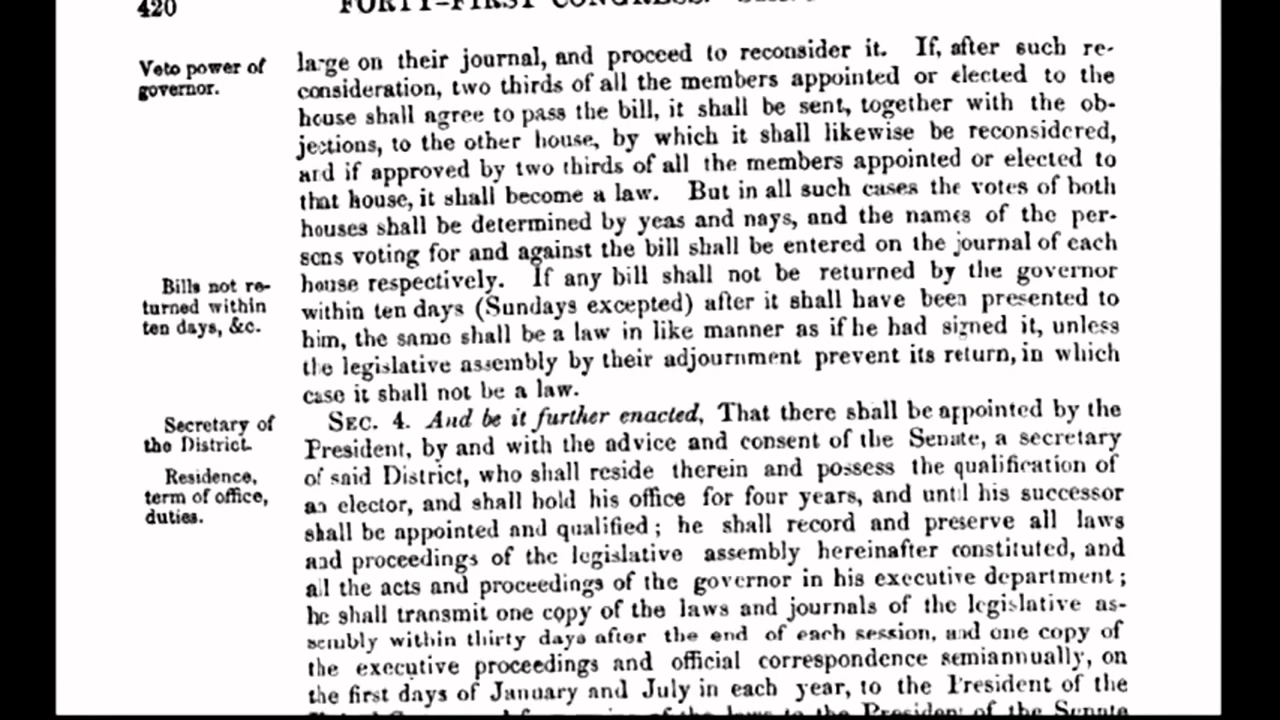 420 FORTY-FIRST CONGRESS.
Veto power of
governor.
large on their journal, and proceed to reconsider it. If, after such re-
consideration, two thirds of all the members appointed or elected to the
house shall agree to pass the bill, it shall be sent, together with the ob-
jections, to the other house, by which it shall likewise be reconsidered,
and if approved by two thirds of all the members appointed or elected to
that house, it shall become a law. But in all such cases the votes of both
houses shall be determined by yeas and nays, and the names of the per-
sons voting for and against the bill shall be entered on the journal of each
Bills not re-
turned within
ten days, &c.
house respectively. If any bill shall not be returned by the governor
within ten days (Sundays excepted) after it shall have been presented to
him, the same shall be a law in like manner as if he had signed it, unless
the legislative assembly by their adjournment prevent its return, in which
case it shall not be a law.
Secretary of
the District.
SEC. 4. And be it further enacted, That there shall be appointed by the
President, by and with the advice and consent of the Senate, a secretary
Residence,
term of office,
duties.
of said District, who shall reside therein and possess the qualification of
an elector, and shall hold his office for four years, and until his successor
shall be appointed and qualified; he shall record and preserve all laws
and proceedings of the legislative assembly hereinafter constituted, and
all the acts and proceedings of the governor in his executive department;
he shall transmit one copy of the laws and journals of the legislative as-
sembly within thirty days after the end of each session, and one copy of
the executive proceedings and official correspondence semiannually, on
the first days of January and July in each year, to the President of the
of the laws to the President of the Senate